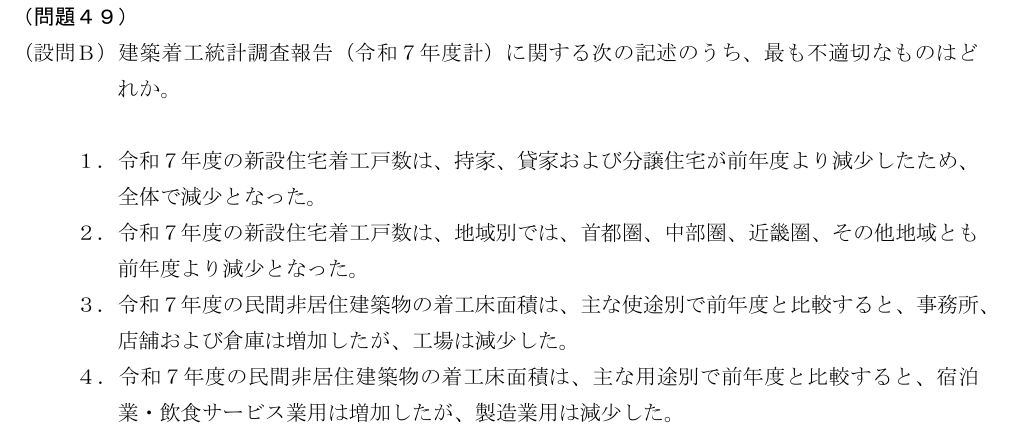 （問題４９）
（設問Ｂ）建築着工統計調査報告（令和７年度計）に関する次の記述のうち、最も不適切なものはど
れか。
１．令和７年度の新設住宅着工戸数は、持家、貸家および分譲住宅が前年度より減少したため、
全体で減少となった。
２．令和７年度の新設住宅着工戸数は、地域別では、首都圏、中部圏、近畿圏、その他地域とも
前年度より減少となった。
３．令和７年度の民間非居住建築物の着工床面積は、主な使途別で前年度と比較すると、事務所、
店舗および倉庫は増加したが、工場は減少した。
４．令和７年度の民間非居住建築物の着工床面積は、主な用途別で前年度と比較すると、宿泊
業・飲食サービス業用は増加したが、製造業用は減少した。